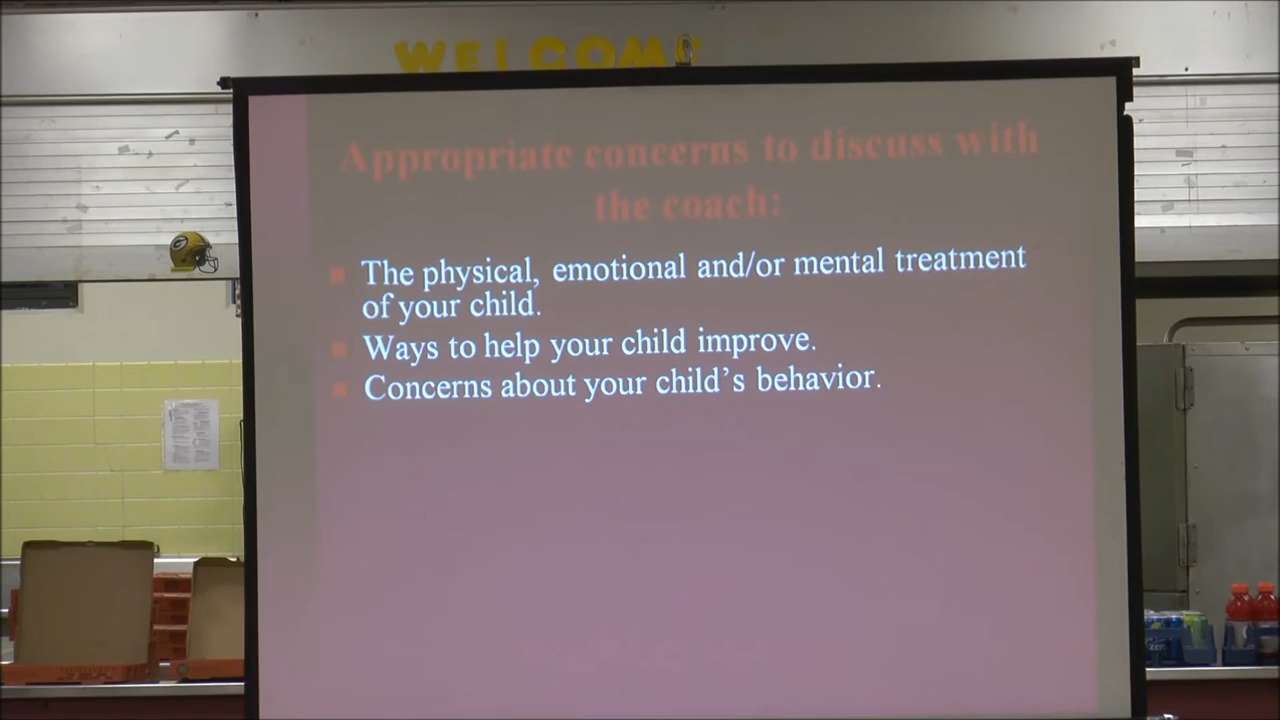 WELCOME
Appropriate concerns to discuss with
the coach:
The physical, emotional and/or mental treatment
of your child.
Ways to help your child improve.
Concerns about your child's behavior.